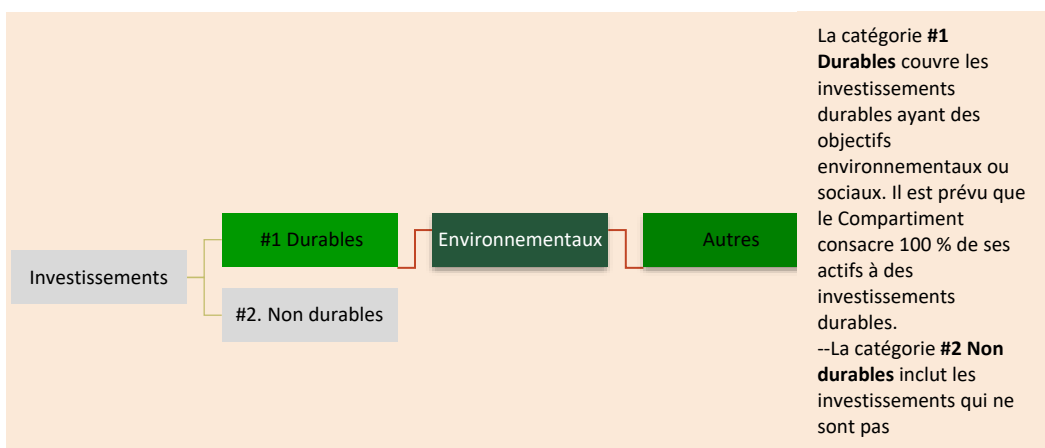 Investissements
#1 Durables
#2. Non durables
Environnementaux
Autres
La catégorie #1
Durables couvre les
investissements
durables ayant des
objectifs
environnementaux ou
sociaux. Il est prévu que
le Compartiment
consacre 100 % de ses
actifs à des
investissements
durables.
--La catégorie #2 Non
durables inclut les
investissements qui ne
sont pas